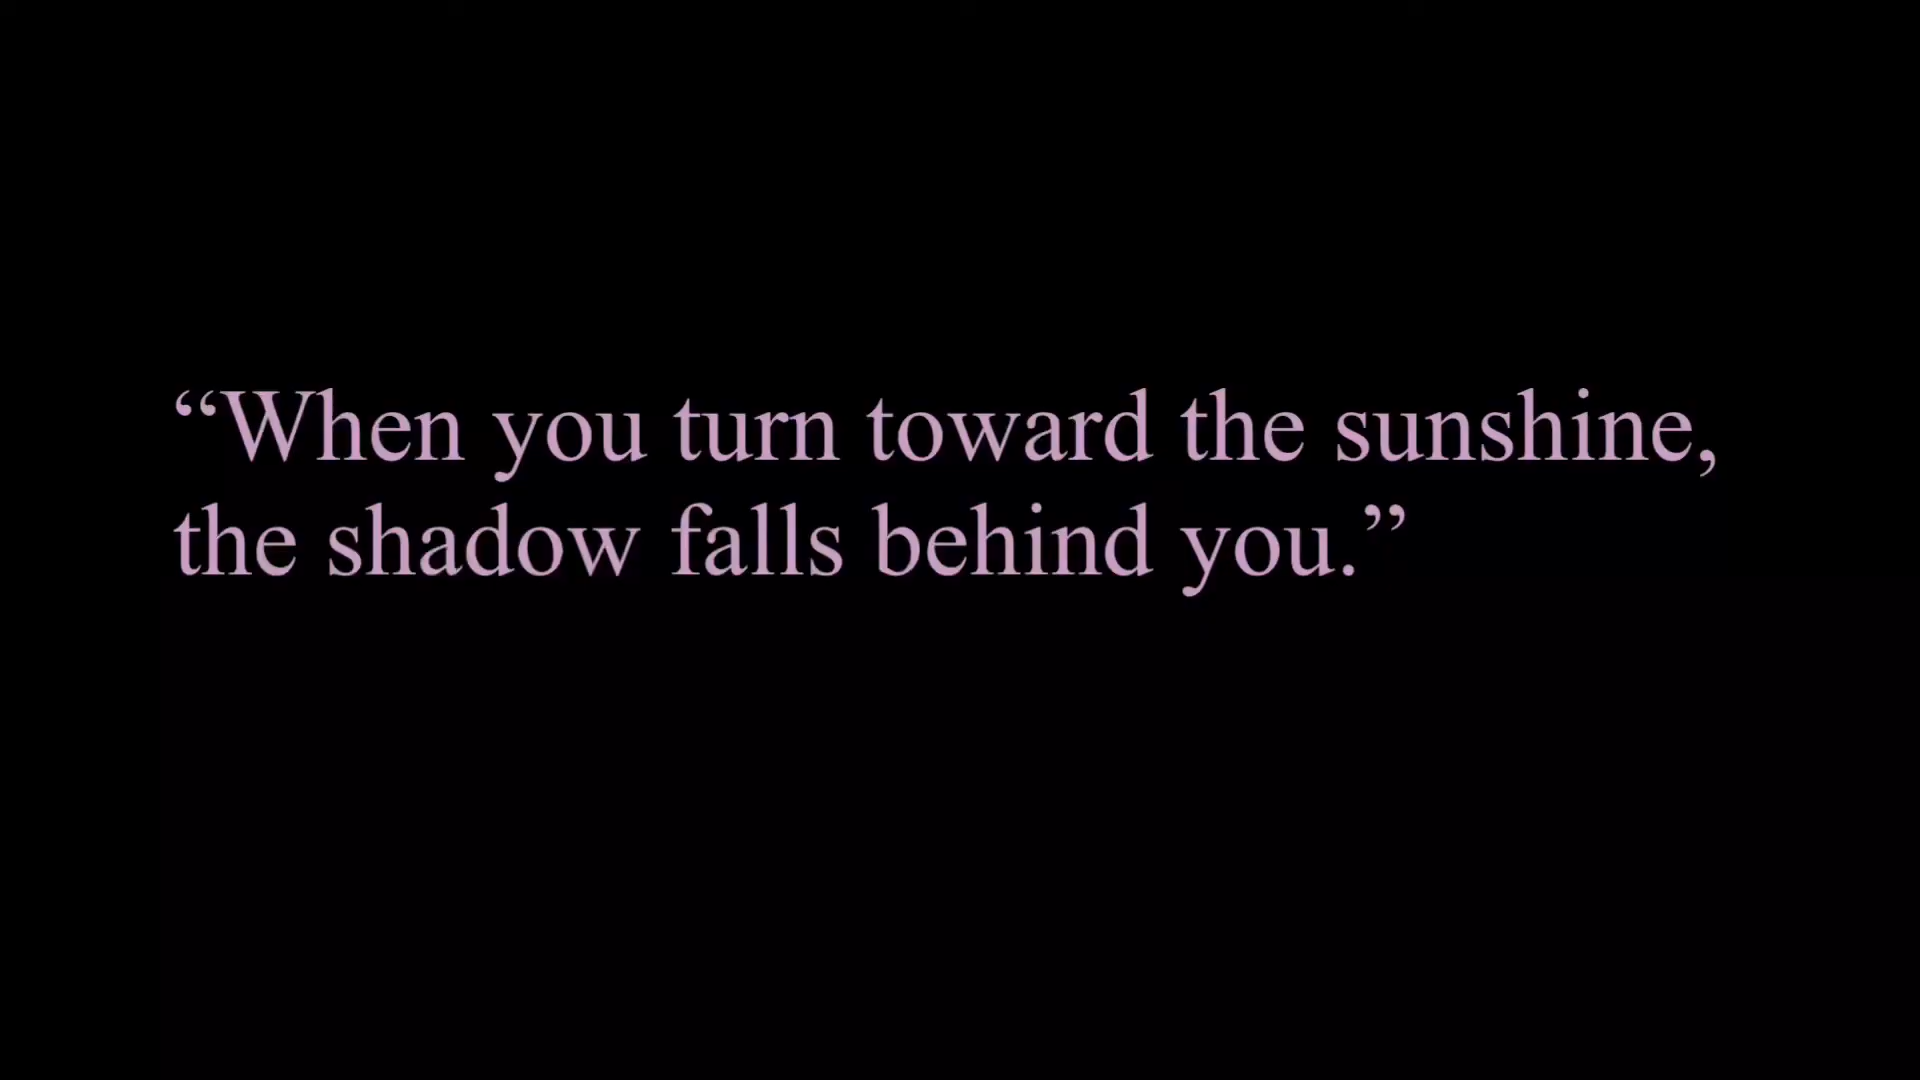 “When you turn toward the sunshine,
the shadow falls behind you.”